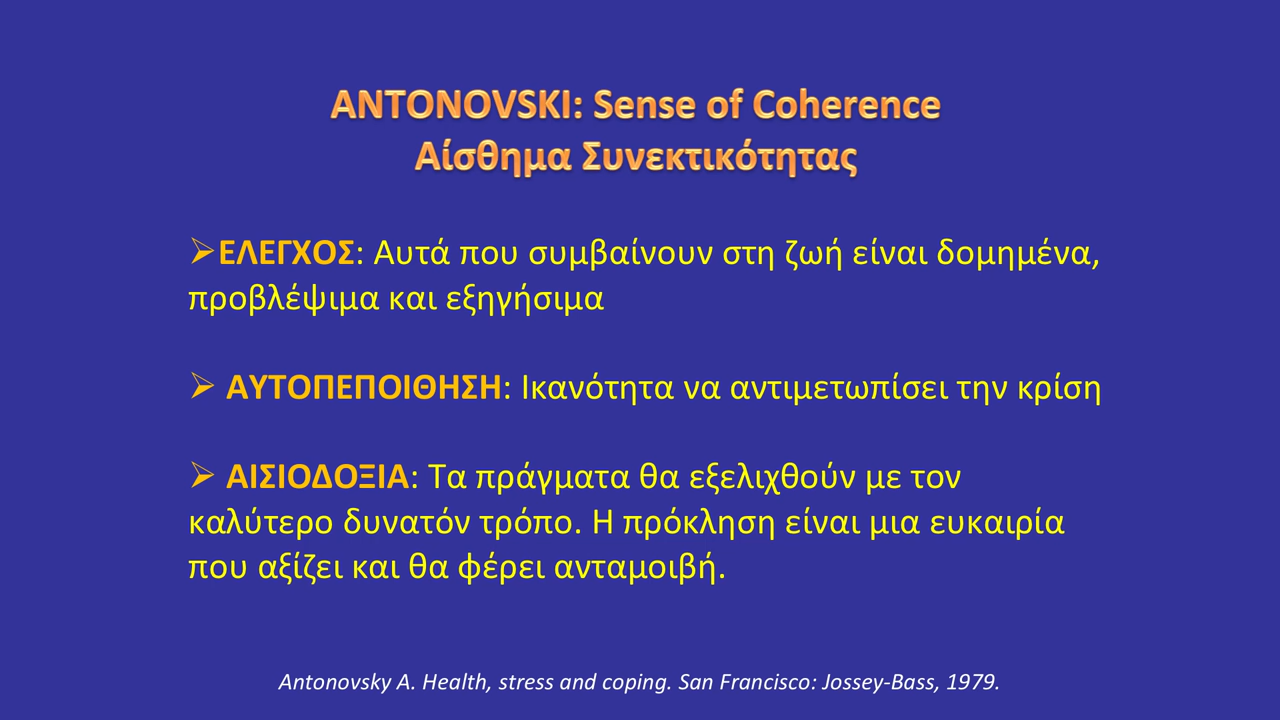 ANTONOVSKI: Sense of Coherence
Αίσθημα Συνεκτικότητας
➢ΕΛΕΓΧΟΣ: Αυτά που συμβαίνουν στη ζωή είναι δομημένα,
προβλέψιμα και εξηγήσιμα
➢ ΑΥΤΟΠΕΠΟΙΘΗΣΗ: Ικανότητα να αντιμετωπίσει την κρίση
➢ ΑΙΣΙΟΔΟΞΙΑ: Τα πράγματα θα εξελιχθούν με τον
καλύτερο δυνατόν τρόπο. Η πρόκληση είναι μια ευκαιρία
που αξίζει και θα φέρει ανταμοιβή.
Antonovsky A. Health, stress and coping. San Francisco: Jossey-Bass, 1979.